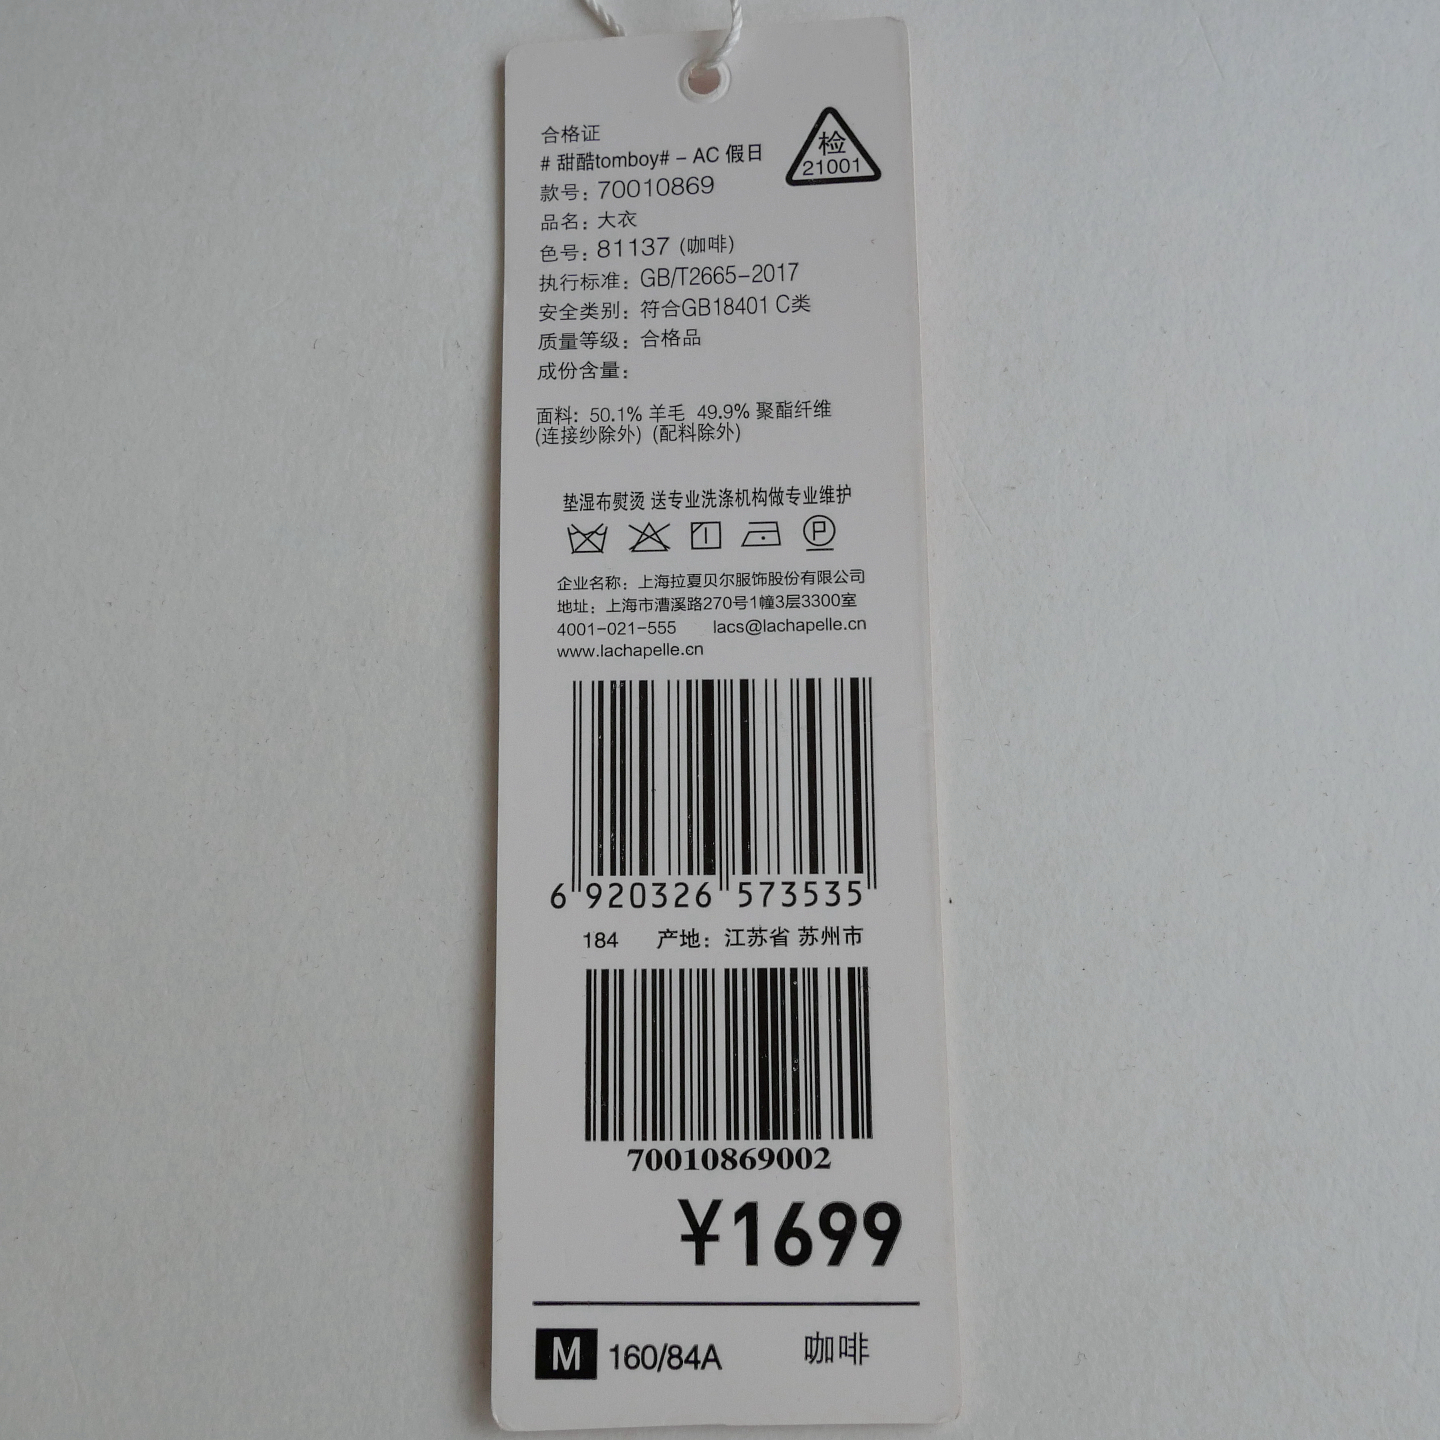 合格证
# 甜酷tomboy# - AC 假日
检
21001
款号: 70010869
品名: 大衣
色号: 81137 (咖啡)
执行标准: GB/T2665-2017
安全类别: 符合GB18401 C类
质量等级: 合格品
成份含量:
面料: 50.1% 羊毛 49.9% 聚酯纤维
(连接纱除外) (配料除外)
垫湿布熨烫 送专业洗涤机构做专业维护
P
企业名称: 上海拉夏贝尔服饰股份有限公司
地址: 上海市漕溪路270号1幢3层3300室
4001-021-555 lacs@lachapelle.cn
www.lachapelle.cn
6 920326 573535
184 产地: 江苏省 苏州市
70010869002
¥1699
M 160/84A 咖啡